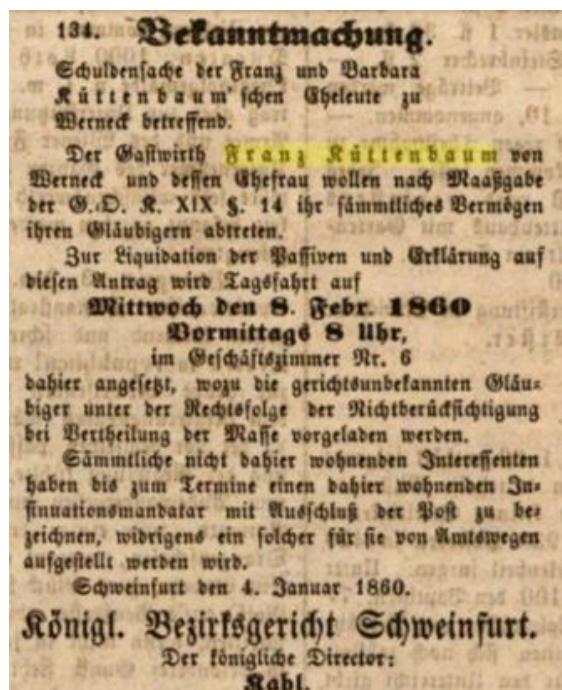 131. Bekanntmachung.
Schuldensache der Franz und Barbara
Küttenbaum'schen Eheleute zu
Werneck betreffend.
Der Gastwirth Franz Küttenbaum von
Werneck und dessen Ehefrau wollen nach Maaßgabe
der G.-O. K. XIX §. 14 ihr sämmtliches Vermögen
ihren Gläubigern abtreten.
Zur Liquidation der Passiven und Erklärung auf
diesen Antrag wird Tagsfahrt auf
Mittwoch den 8. Febr. 1860
Vormittags 8 Uhr,
im Geschäftszimmer Nr. 6
dahier angesetzt, wozu die gerichtsunbekannten Gläu-
biger unter der Rechtsfolge der Nichtberücksichtigung
bei Vertheilung der Masse vorgeladen werden.
Sämmtliche nicht dahier wohnenden Interessenten
haben bis zum Termine einen dahier wohnenden In-
sinuationsmandatar mit Ausschluß der Post zu be-
zeichnen, widrigens ein solcher für sie von Amtswegen
aufgestellt werden wird.
Schweinfurt den 4. Januar 1860.
Königl. Bezirksgericht Schweinfurt.
Der königliche Director:
Kahl.